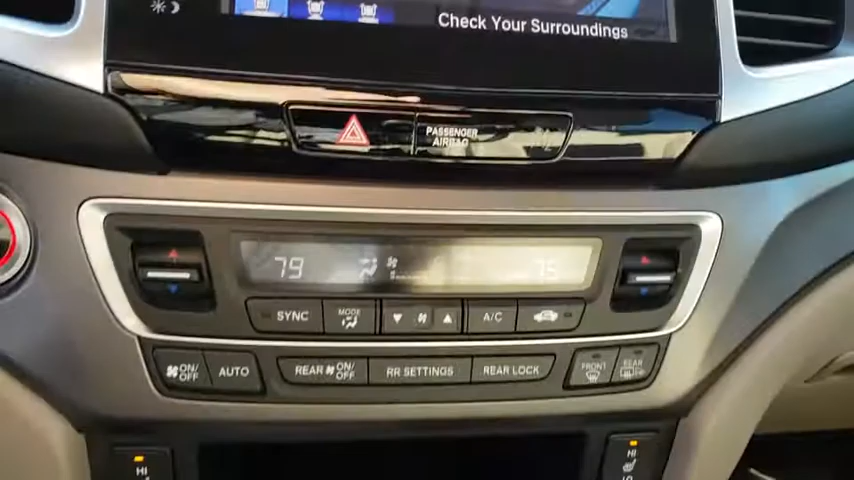 Check Your Surroundings
PASSENGER
AIRBAG
79
75
SYNC
MODE
A/C
ON/
OFF
AUTO
REAR ON/
OFF
RR SETTINGS
REAR LOCK
FRONT
REAR
HI
HI
LO